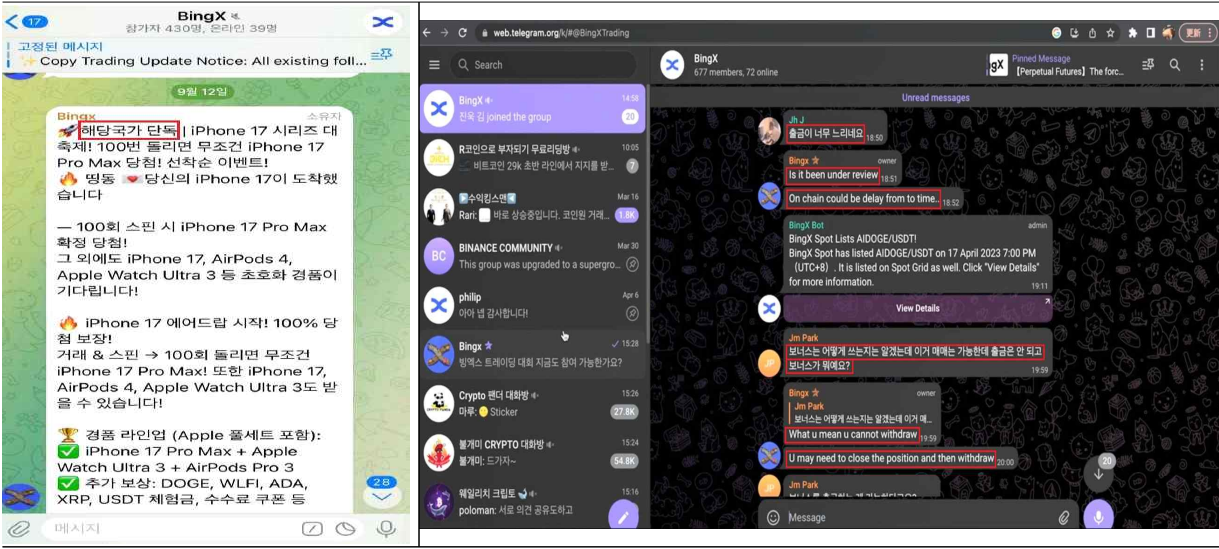 17
BingX
참가자 430명, 온라인 39명
고정된 메시지
✨ Copy Trading Update Notice: All existing foll...
9월 12일
Bingx
소유자
🚀 해당국가 단독 | iPhone 17 시리즈 대
축제! 100번 돌리면 무조건 iPhone 17
Pro Max 당첨! 선착순 이벤트!
🔥 띵동 💌 당신의 iPhone 17이 도착했
습니다
— 100회 스핀 시 iPhone 17 Pro Max
확정 당첨!
그 외에도 iPhone 17, AirPods 4,
Apple Watch Ultra 3 등 초호화 경품이
기다립니다!
🔥 iPhone 17 에어드랍 시작! 100% 당
첨 보장!
거래 & 스핀 → 100회 돌리면 무조건
iPhone 17 Pro Max! 또한 iPhone 17,
AirPods 4, Apple Watch Ultra 3도 받
을 수 있습니다!
🏆 경품 라인업 (Apple 풀세트 포함):
✅ iPhone 17 Pro Max + Apple
Watch Ultra 3 + AirPods Pro 3
✅ 추가 보상: DOGE, WLFI, ADA,
XRP, USDT 체험금, 수수료 쿠폰 등
28
메시지
web.telegram.org/k/#@BingXTrading
更新
Search
BingX
14:58
진욱 김 joined the group
20
R코인으로 부자되기 무료리딩방
10:05
비트코인 29k 초반 라인에서 지지를 받...
7
수익킹스맨
Mar 16
Rari: 바로 상승중입니다. 코인원 거래...
1.8K
BC
BINANCE COMMUNITY
Mar 30
This group was upgraded to a supergro...
philip
Apr 6
아아 넵 감사합니다!
Bingx
15:28
빙엑스 트레이딩 대회 지금도 참여 가능한가요?
Crypto 팬더 대화방
15:26
마루: Sticker
27.8K
불개미 CRYPTO 대화방
15:24
불개미: 드가자~
54.8K
웨일리치 크립토
15:16
poloman: 서로 의견 공유도하고
BingX
677 members, 72 online
gX
Pinned Message
【Perpetual Futures】The forc...
Unread messages
Jh J
출금이 너무 느리네요
18:50
Bingx
owner
Is it been under review
18:51
On chain could be delay from to time..
18:52
BingX Bot
admin
BingX Spot Lists AIDOGE/USDT!
BingX Spot has listed AIDOGE/USDT on 17 April 2023 7:00 PM
（UTC+8）. It is listed on Spot Grid as well. Click "View Details"
for more information.
19:11
View Details
Jm Park
보너스는 어떻게 쓰는지는 알겠는데 이거 매매는 가능한데 출금은 안 되고
보너스가 뭐예요?
19:59
JP
Bingx
owner
Jm Park
보너스는 어떻게 쓰는지는 알겠는데 이거 매...
What u mean u cannot withdraw
19:59
U may need to close the position and then withdraw
20:00
Jm Park
20
Message